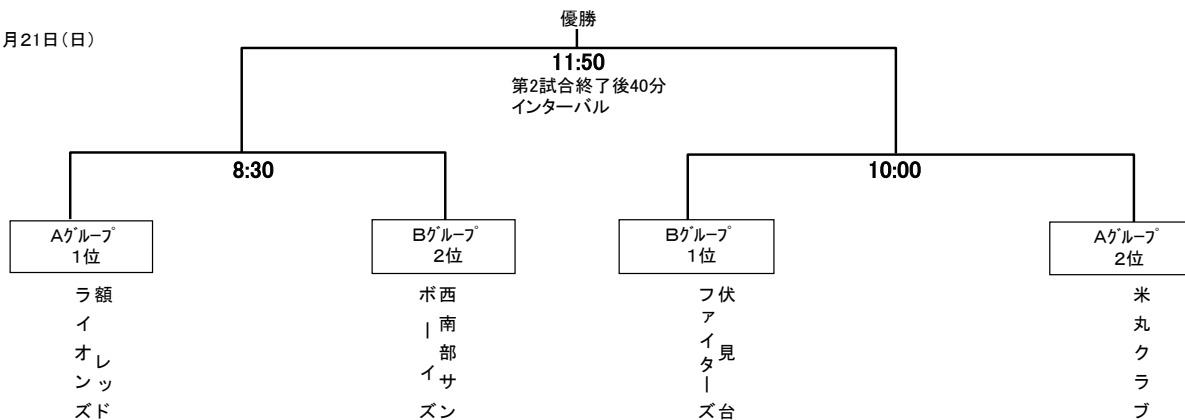 優勝
月21日(日)
11:50
第2試合終了後40分
インターバル
8:30
10:00
Aグループ
1位
Bグループ
2位
Bグループ
1位
Aグループ
2位
額 レッド
ライオンズ
西南部サン
ボーイズ
伏見台
ファイターズ
米丸クラブ